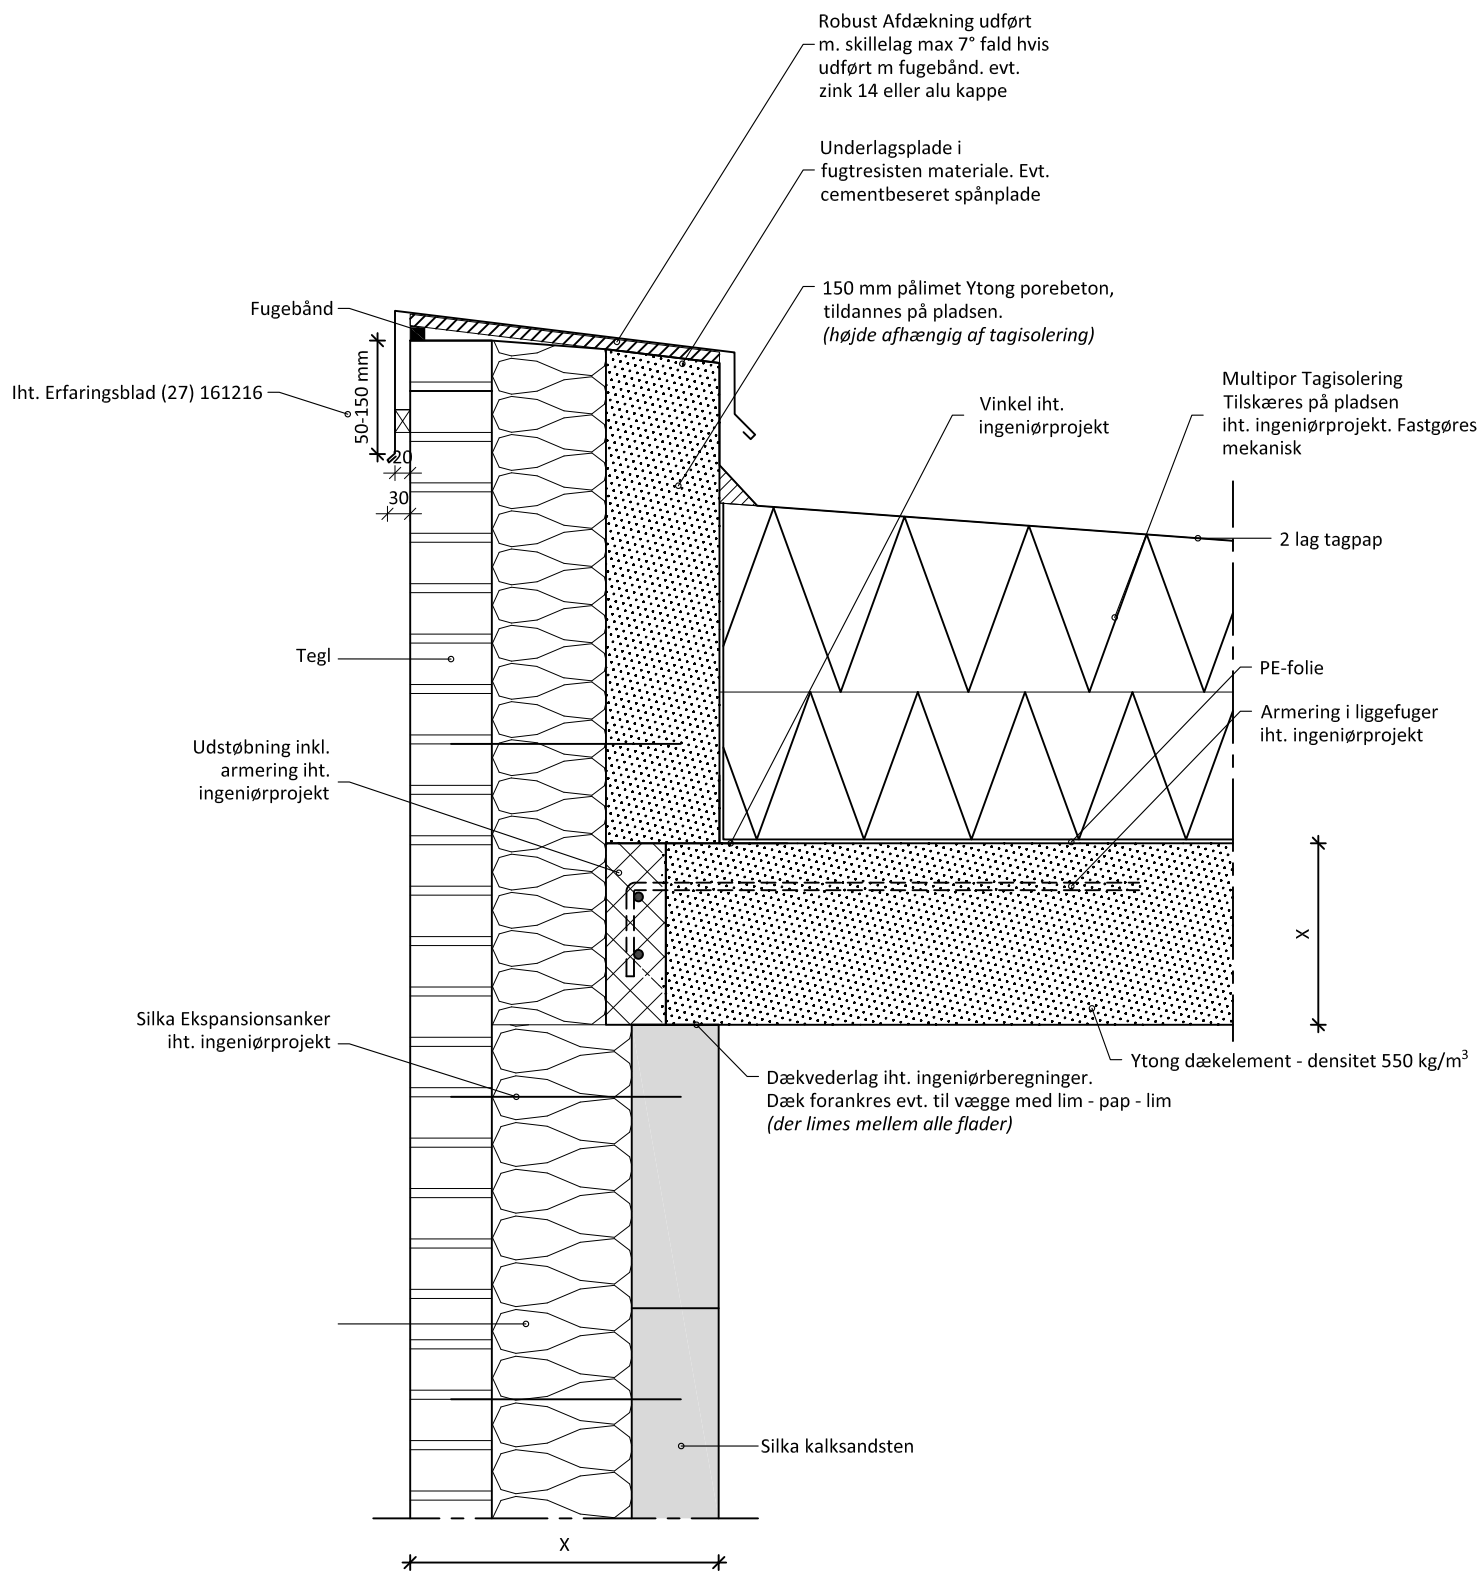 Robust Afdækning udført
m. skillelag max 7° fald hvis
udført m fugebånd. evt.
zink 14 eller alu kappe
Underlagsplade i
fugtresisten materiale. Evt.
cementbeseret spånplade
150 mm pålimet Ytong porebeton,
tildannes på pladsen.
(højde afhængig af tagisolering)
Fugebånd
Iht. Erfaringsblad (27) 161216
50-150 mm
20
30
Vinkel iht.
ingeniørprojekt
Multipor Tagisolering
Tilskæres på pladsen
iht. ingeniørprojekt. Fastgøres
mekanisk
2 lag tagpap
Tegl
PE-folie
Armering i liggefuger
iht. ingeniørprojekt
Udstøbning inkl.
armering iht.
ingeniørprojekt
X
Silka Ekspansionsanker
iht. ingeniørprojekt
Ytong dækelement - densitet 550 kg/m³
Dækvederlag iht. ingeniørberegninger.
Dæk forankres evt. til vægge med lim - pap - lim
(der limes mellem alle flader)
Silka kalksandsten
X